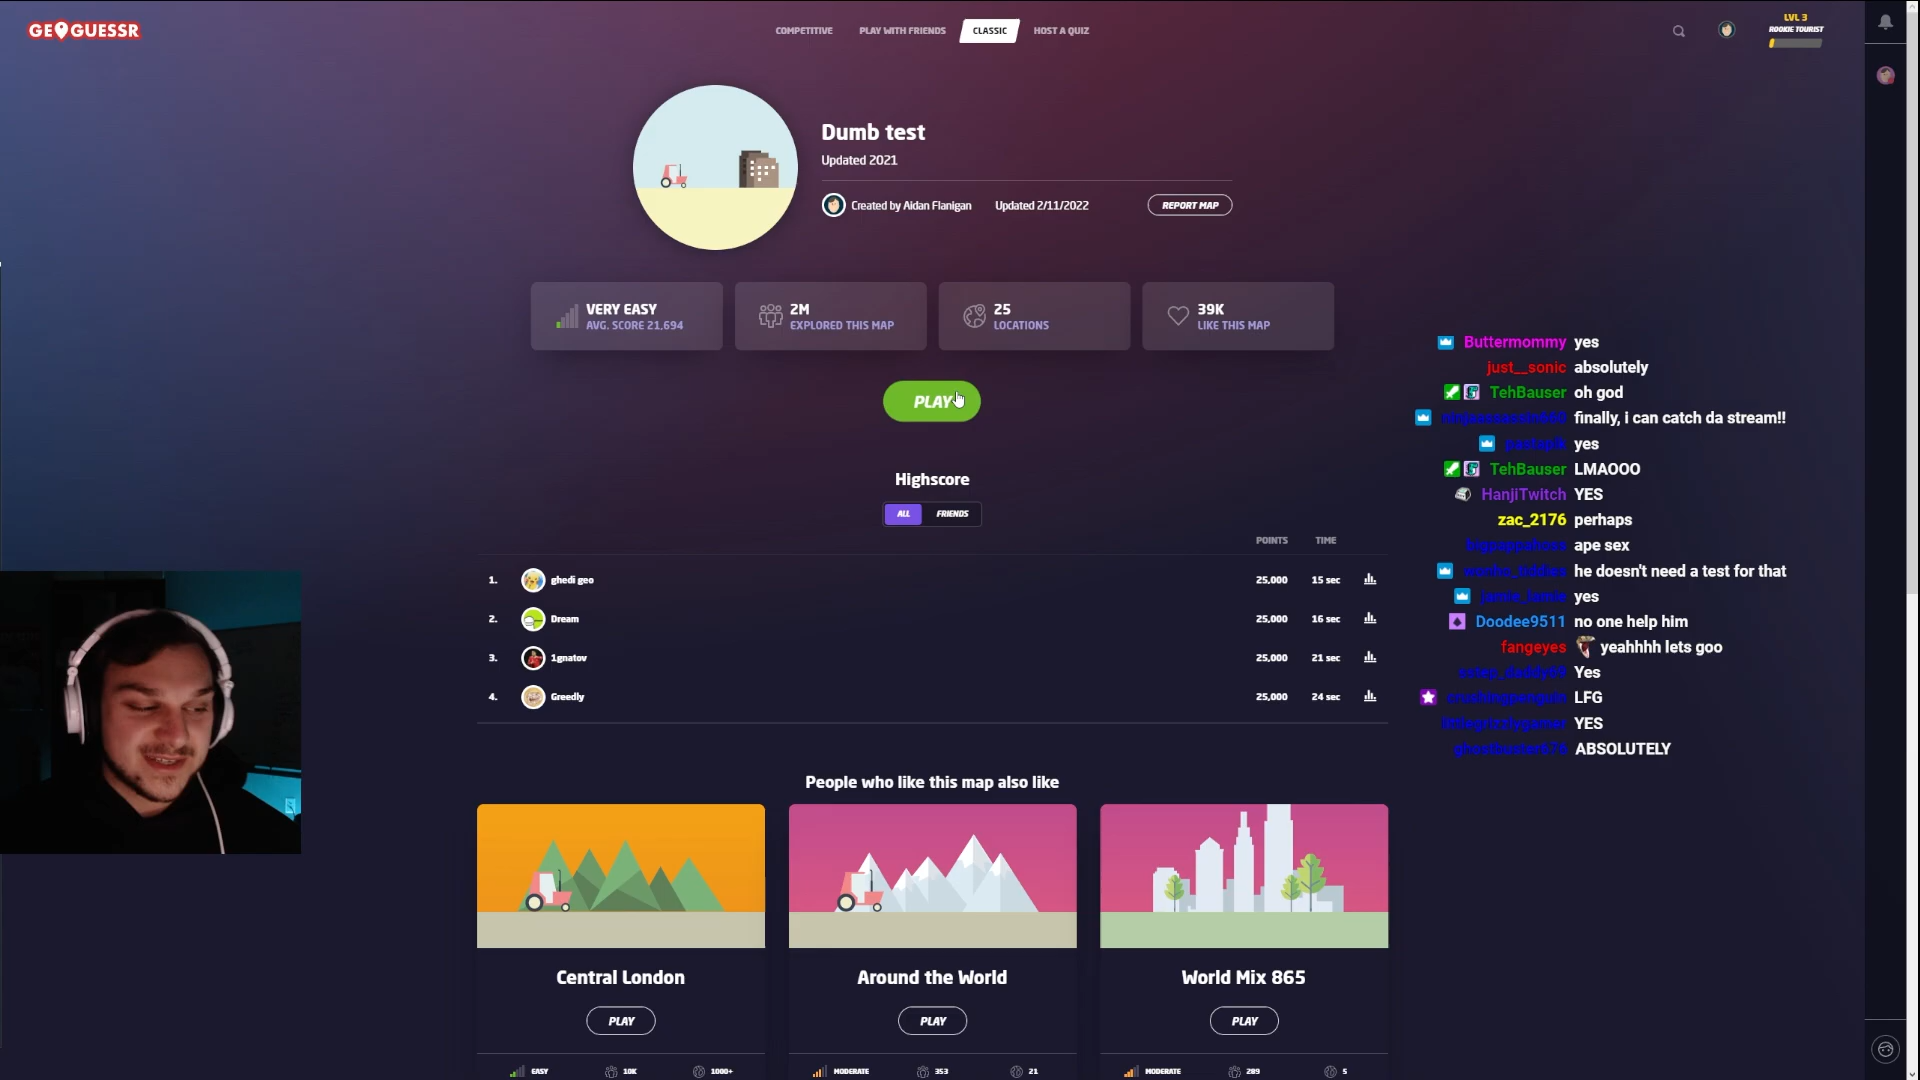 GEOGUESSR
COMPETITIVE
PLAY WITH FRIENDS
CLASSIC
HOST A QUIZ
LVL 3
ROOKIE TOURIST
Dumb test
Updated 2021
Created by Aidan Flanigan
Updated 2/11/2022
REPORT MAP
VERY EASY
AVG. SCORE 21,694
2M
EXPLORED THIS MAP
25
LOCATIONS
39K
LIKE THIS MAP
PLAY
Highscore
ALL
FRIENDS
POINTS TIME
1. ghedi geo 25,000 15 sec
2. Dream 25,000 16 sec
3. 1gnatov 25,000 21 sec
4. Greedly 25,000 24 sec
People who like this map also like
Central London
PLAY
EASY 10K 1000+
Around the World
PLAY
MODERATE 353 21
World Mix 865
PLAY
MODERATE 289 5
Buttermommy yes
just__sonic absolutely
TehBauser oh god
finally, i can catch da stream!!
yes
TehBauser LMAOOO
HanjiTwitch YES
zac_2176 perhaps
ape sex
he doesn't need a test for that
yes
Doodee9511 no one help him
fangeyes yeahhhh lets goo
Yes
LFG
YES
ABSOLUTELY